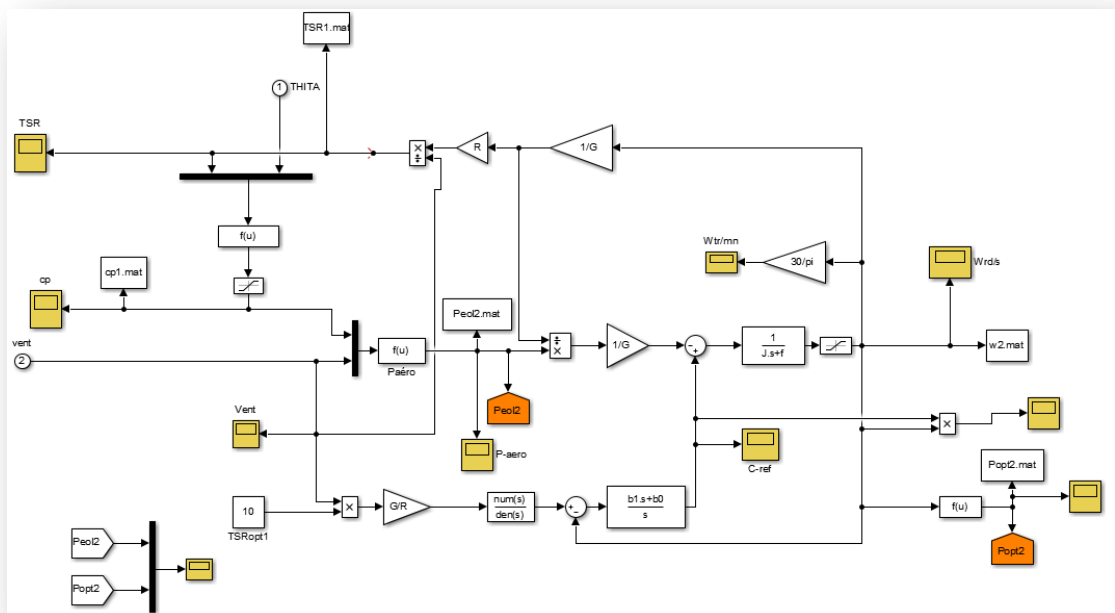 TSR1.mat
1
THITA
TSR
×
÷
R
1/G
f(u)
Wtr/mn
30/pi
Wrd/s
cp
cp1.mat
Peol2.mat
vent
2
f(u)
Paéro
÷
×
1/G
-
+
1
J.s+f
w2.mat
Peol2
Vent
P-aero
C-ref
×
Popt2.mat
10
TSRopt1
×
G/R
num(s)
den(s)
+
-
b1.s+b0
s
f(u)
Popt2
Peol2
Popt2